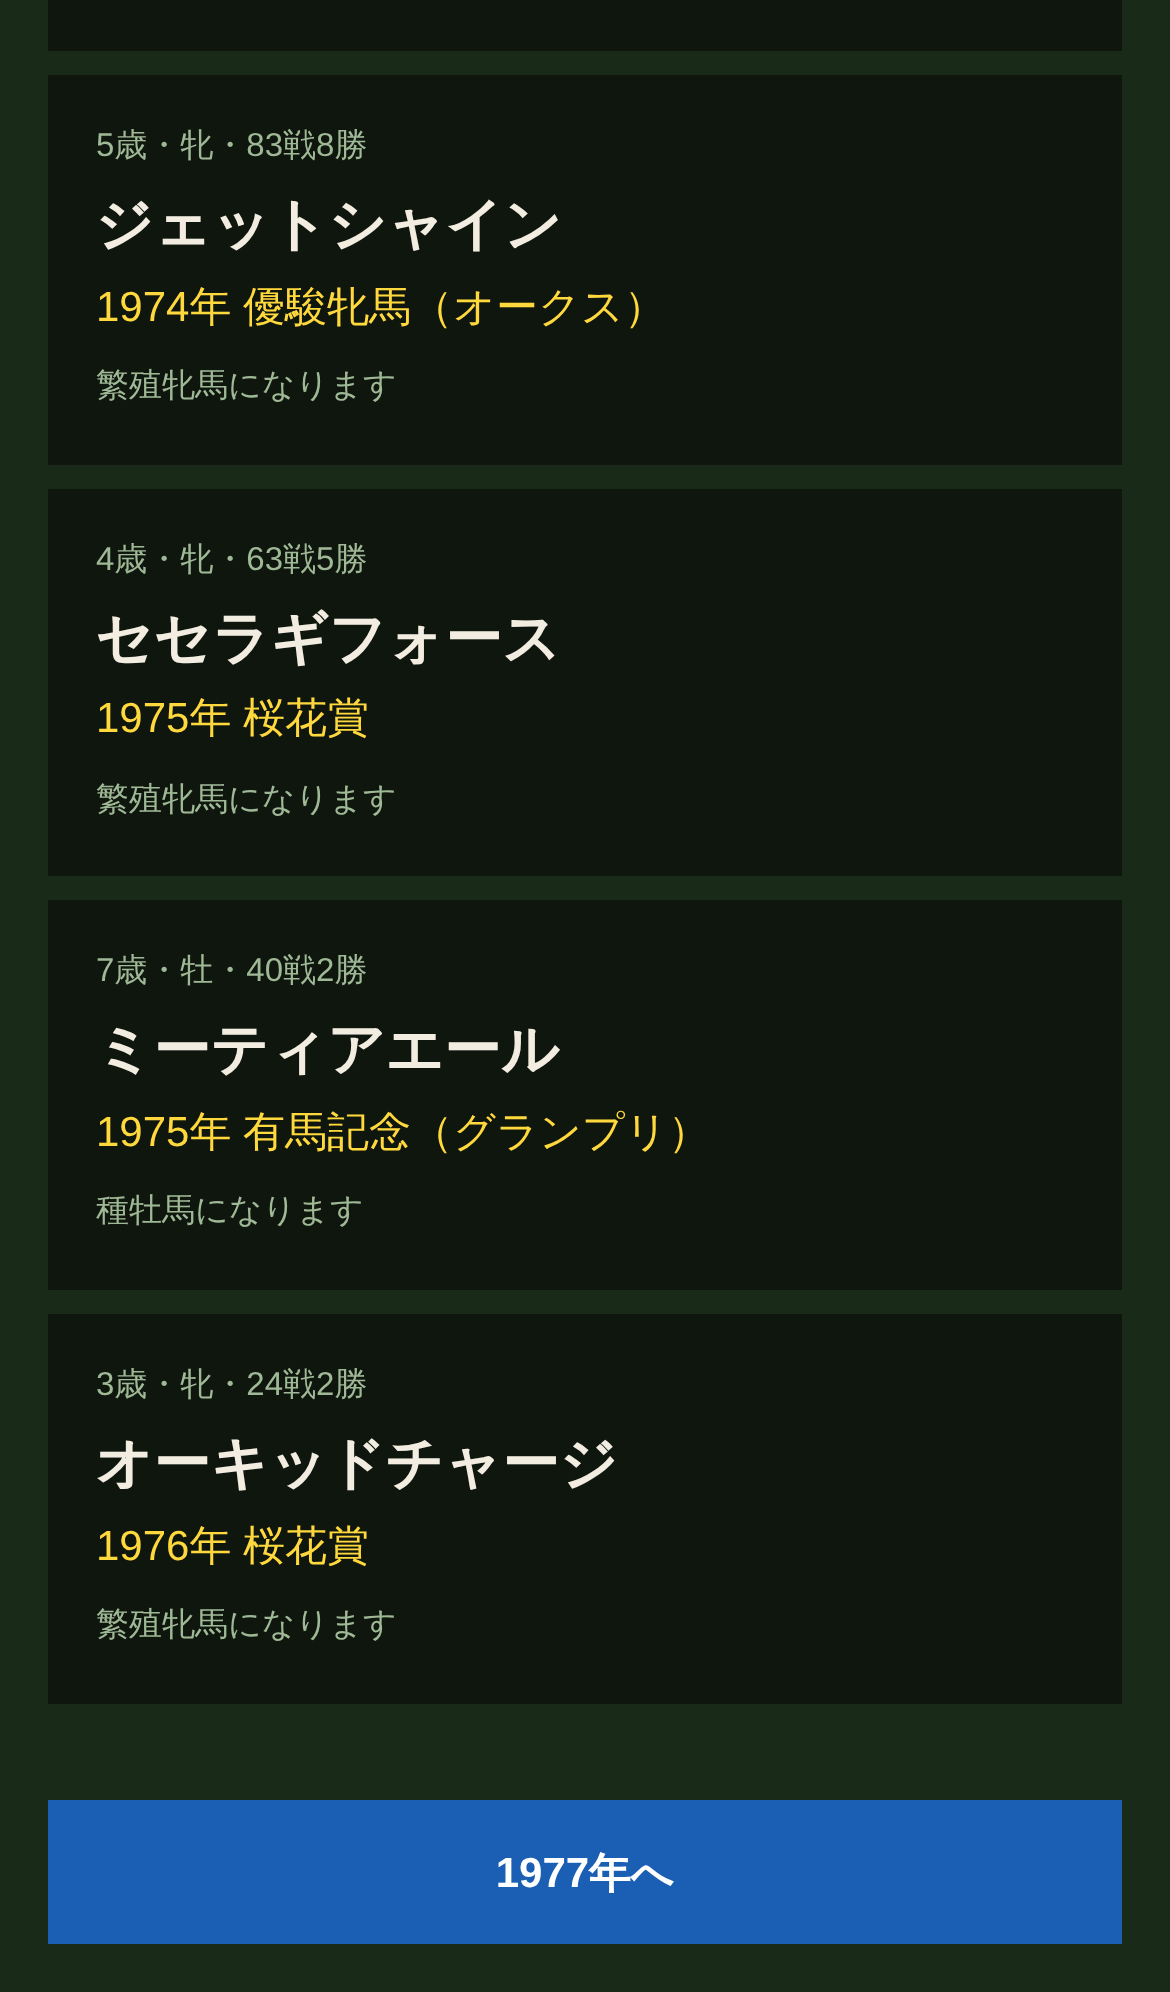 5歳・牝・83戦8勝
ジェットシャイン
1974年 優駿牝馬（オークス）
繁殖牝馬になります
4歳・牝・63戦5勝
セセラギフォース
1975年 桜花賞
繁殖牝馬になります
7歳・牡・40戦2勝
ミーティアエール
1975年 有馬記念（グランプリ）
種牡馬になります
3歳・牝・24戦2勝
オーキッドチャージ
1976年 桜花賞
繁殖牝馬になります
1977年へ